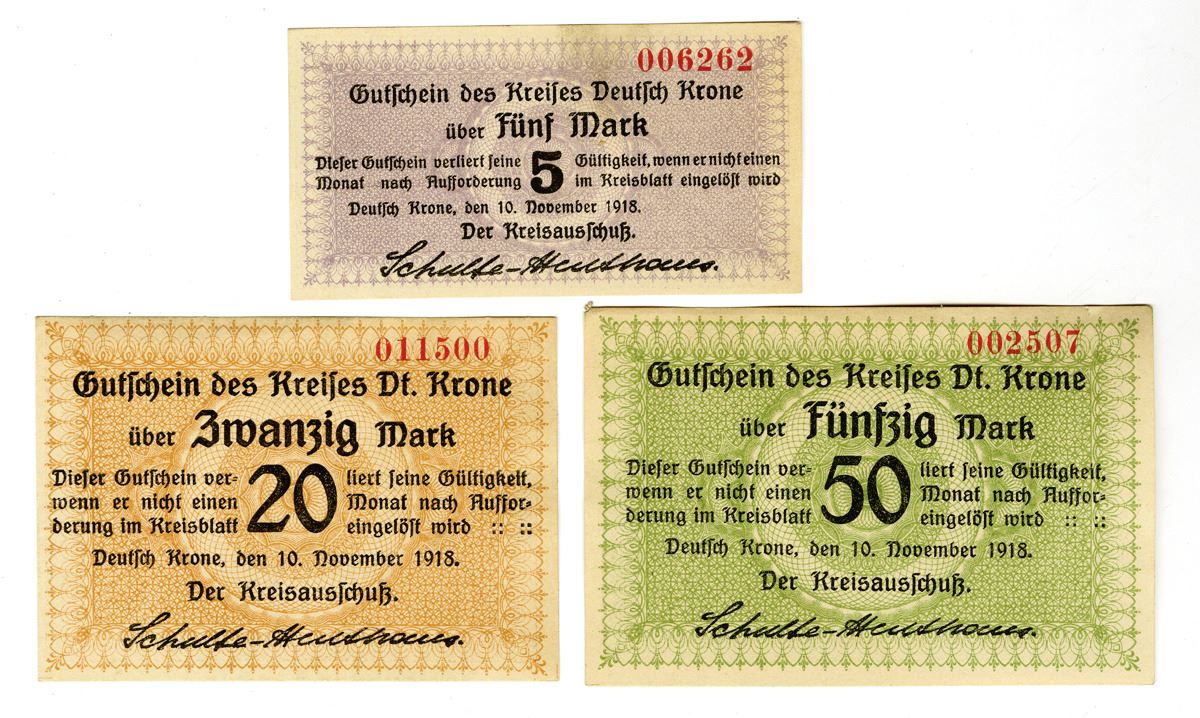 006262
Gutschein des Kreises Deutsch Krone
über Fünf Mark
Dieser Gutschein verliert seine 5 Gültigkeit, wenn er nicht einen
Monat nach Aufforderung im Kreisblatt eingelöst wird
Deutsch Krone, den 10. November 1918.
Der Kreisausschuß.
011500
Gutschein des Kreises Dt. Krone
über Zwanzig Mark
Dieser Gutschein ver= 20 liert seine Gültigkeit,
wenn er nicht einen Monat nach Auffor=
derung im Kreisblatt eingelöst wird :: ::
Deutsch Krone, den 10. November 1918.
Der Kreisausschuß.
002507
Gutschein des Kreises Dt. Krone
über Fünfzig Mark
Dieser Gutschein ver= 50 liert seine Gültigkeit,
wenn er nicht einen Monat nach Auffor=
derung im Kreisblatt eingelöst wird :: ::
Deutsch Krone, den 10. November 1918.
Der Kreisausschuß.